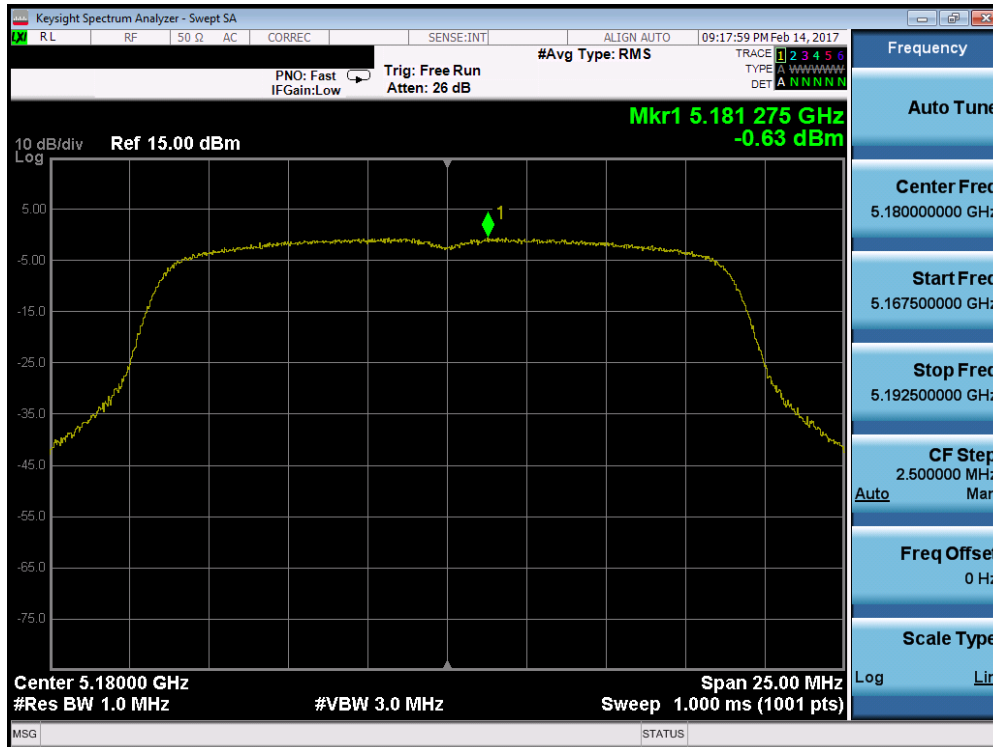 Keysight Spectrum Analyzer - Swept SA
LXI RL RF 50 Ω AC CORREC SENSE:INT ALIGN AUTO 09:17:59 PM Feb 14, 2017
#Avg Type: RMS
TRACE 1 2 3 4 5 6
TYPE A WWWWW
DET A N N N N N
PNO: Fast
IFGain:Low
Trig: Free Run
Atten: 26 dB
Mkr1 5.181 275 GHz
-0.63 dBm
10 dB/div Ref 15.00 dBm
Log
5.00
-5.00
-15.0
-25.0
-35.0
-45.0
-55.0
-65.0
-75.0
1
Center 5.18000 GHz Span 25.00 MHz
#Res BW 1.0 MHz #VBW 3.0 MHz Sweep 1.000 ms (1001 pts)
MSG STATUS
Frequency
Auto Tune
Center Freq
5.180000000 GHz
Start Freq
5.167500000 GHz
Stop Freq
5.192500000 GHz
CF Step
2.500000 MHz
Auto Man
Freq Offset
0 Hz
Scale Type
Log Lin